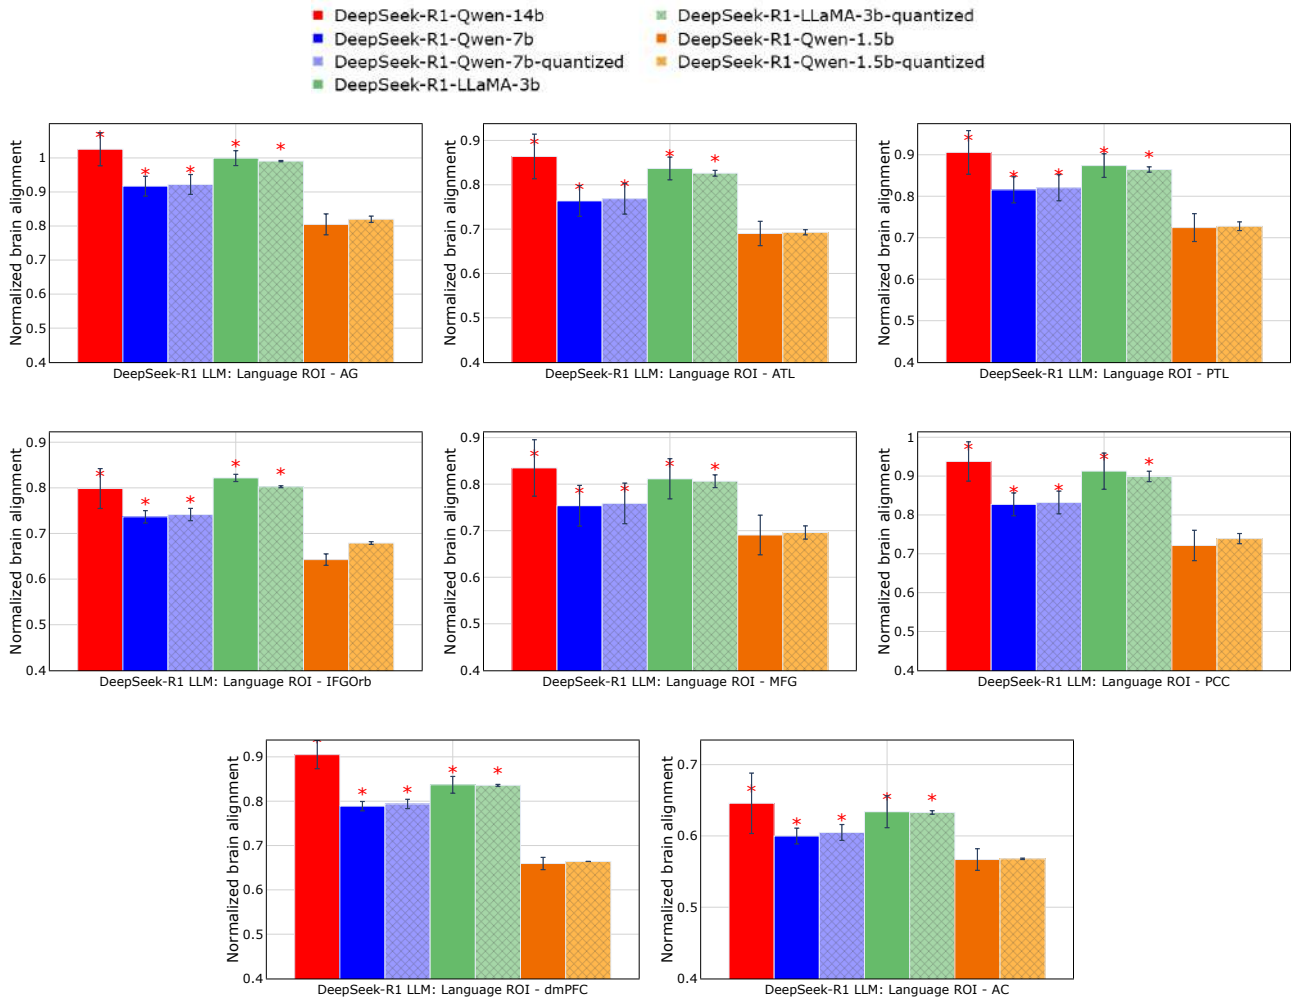 DeepSeek-R1-Qwen-14b
DeepSeek-R1-Qwen-7b
DeepSeek-R1-Qwen-7b-quantized
DeepSeek-R1-LLaMA-3b
DeepSeek-R1-LLaMA-3b-quantized
DeepSeek-R1-Qwen-1.5b
DeepSeek-R1-Qwen-1.5b-quantized
Normalized brain alignment
1
0.9
0.8
0.7
0.6
0.5
0.4
* * * * *
DeepSeek-R1 LLM: Language ROI - AG
Normalized brain alignment
0.9
0.8
0.7
0.6
0.5
0.4
* * * * *
DeepSeek-R1 LLM: Language ROI - ATL
Normalized brain alignment
0.9
0.8
0.7
0.6
0.5
0.4
* * * * *
DeepSeek-R1 LLM: Language ROI - PTL
Normalized brain alignment
0.9
0.8
0.7
0.6
0.5
0.4
* * * * *
DeepSeek-R1 LLM: Language ROI - IFGOrb
Normalized brain alignment
0.9
0.8
0.7
0.6
0.5
0.4
* * * * *
DeepSeek-R1 LLM: Language ROI - MFG
Normalized brain alignment
1
0.9
0.8
0.7
0.6
0.5
0.4
* * * * *
DeepSeek-R1 LLM: Language ROI - PCC
Normalized brain alignment
0.9
0.8
0.7
0.6
0.5
0.4
* * * * *
DeepSeek-R1 LLM: Language ROI - dmPFC
Normalized brain alignment
0.7
0.6
0.5
0.4
* * * * *
DeepSeek-R1 LLM: Language ROI - AC